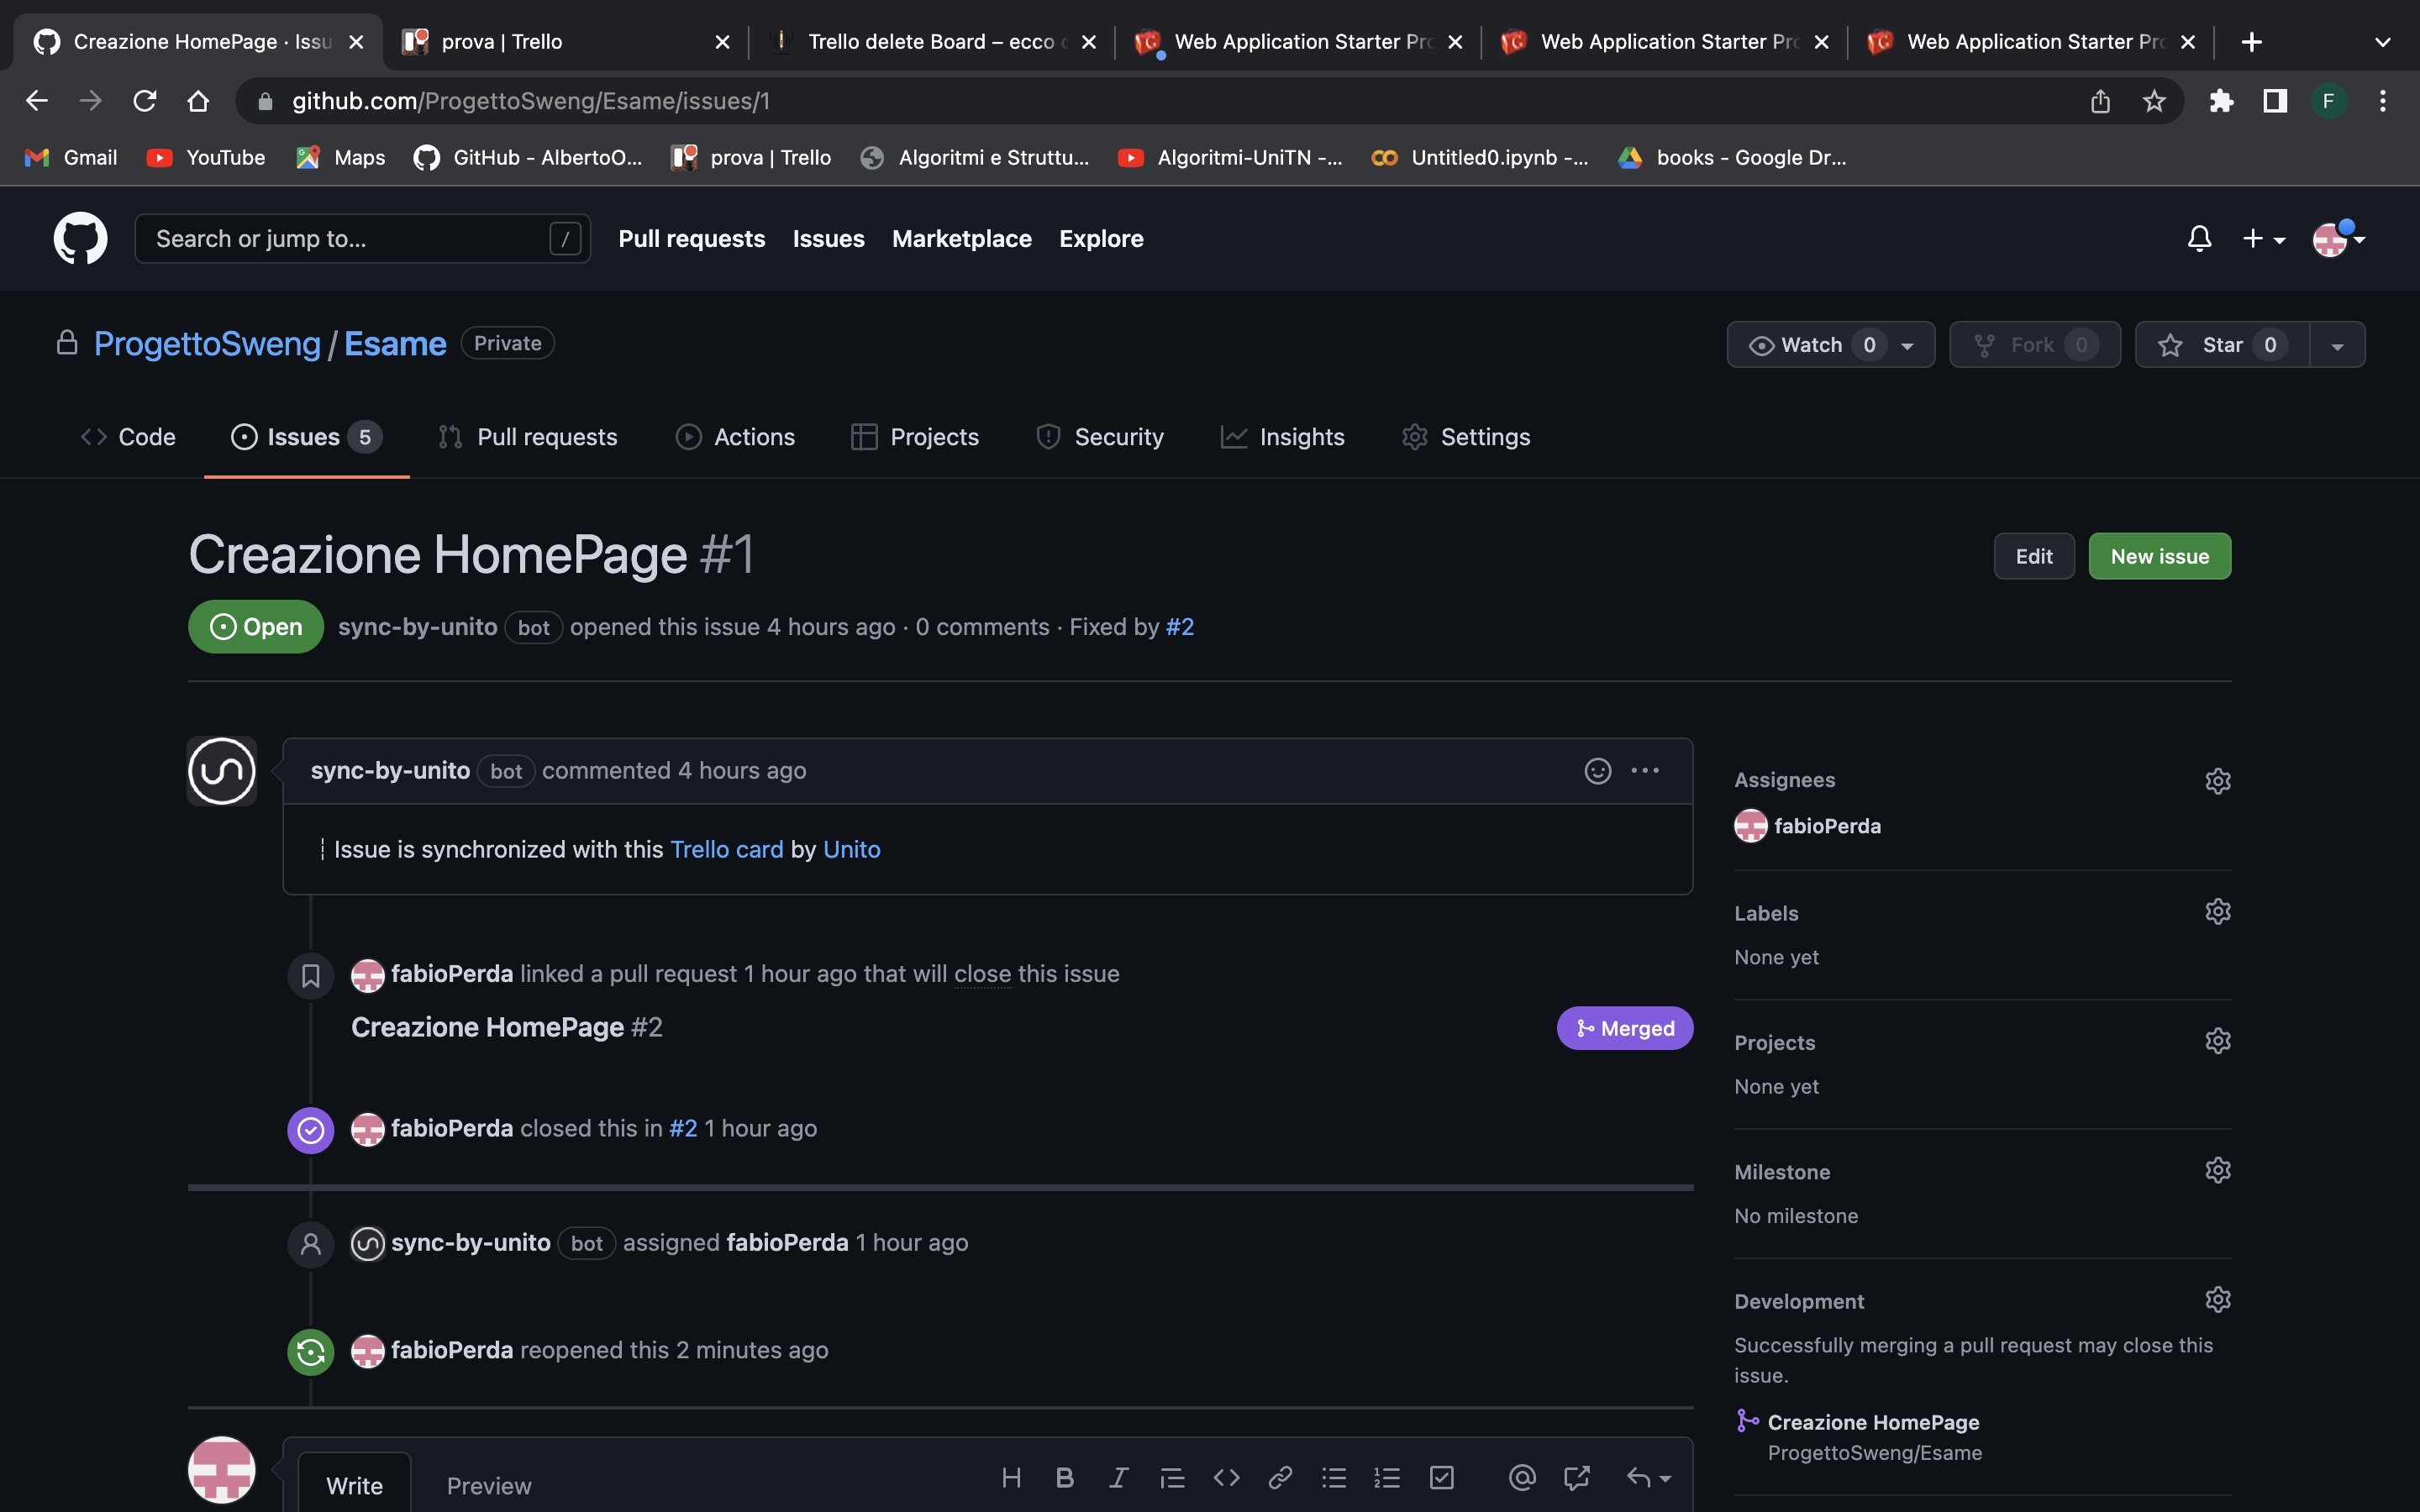 Creazione HomePage · Issu
prova | Trello
Trello delete Board – ecco
Web Application Starter Pr
Web Application Starter Pr
Web Application Starter Pr
github.com/ProgettoSweng/Esame/issues/1
F
Gmail
YouTube
Maps
GitHub - AlbertoO...
prova | Trello
Algoritmi e Struttu...
Algoritmi-UniTN -...
Untitled0.ipynb -...
books - Google Dr...
Search or jump to...
/
Pull requests
Issues
Marketplace
Explore
ProgettoSweng / Esame
Private
Watch 0
Fork 0
Star 0
Code
Issues 5
Pull requests
Actions
Projects
Security
Insights
Settings
Creazione HomePage #1
Edit
New issue
Open
sync-by-unito bot opened this issue 4 hours ago · 0 comments · Fixed by #2
sync-by-unito bot commented 4 hours ago
┆Issue is synchronized with this Trello card by Unito
fabioPerda linked a pull request 1 hour ago that will close this issue
Creazione HomePage #2
Merged
fabioPerda closed this in #2 1 hour ago
sync-by-unito bot assigned fabioPerda 1 hour ago
fabioPerda reopened this 2 minutes ago
Write
Preview
Assignees
fabioPerda
Labels
None yet
Projects
None yet
Milestone
No milestone
Development
Successfully merging a pull request may close this
issue.
Creazione HomePage
ProgettoSweng/Esame